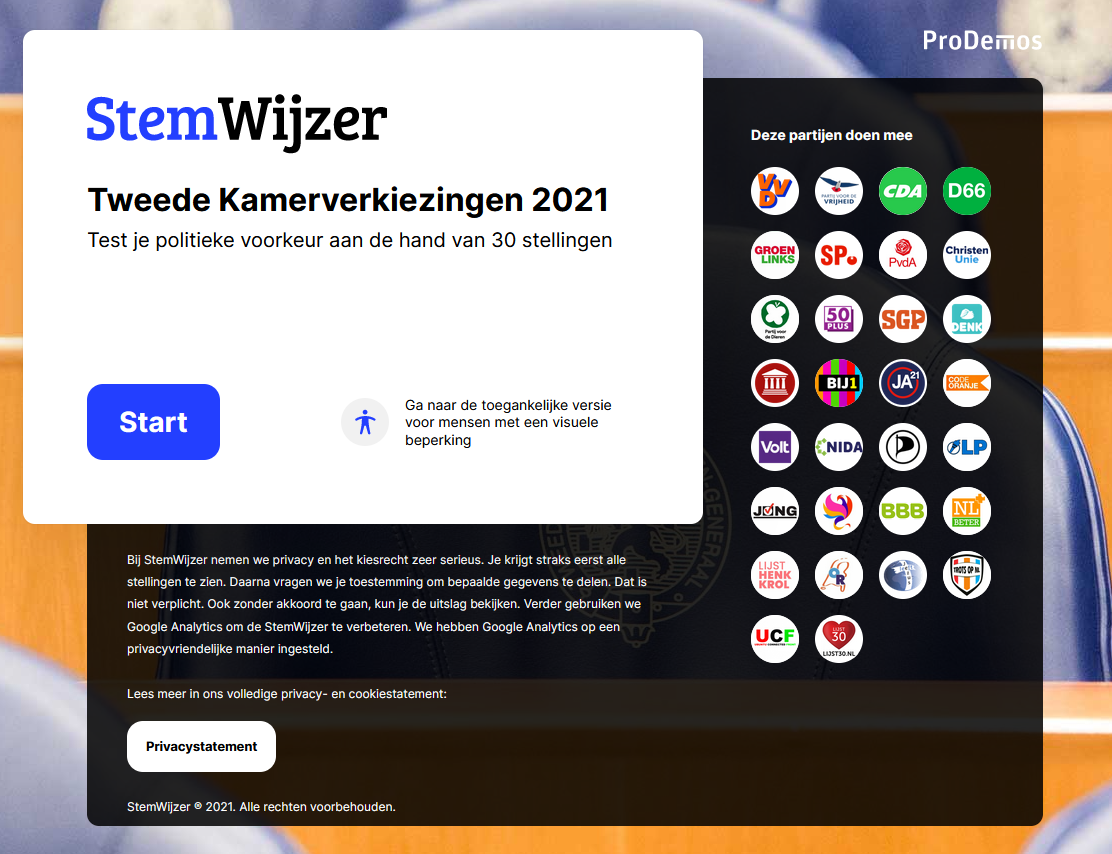 ProDemos
StemWijzer
Tweede Kamerverkiezingen 2021
Test je politieke voorkeur aan de hand van 30 stellingen
Start
Ga naar de toegankelijke versie
voor mensen met een visuele
beperking
Deze partijen doen mee
VVD
PARTIJ VOOR DE
VRIJHEID
CDA
D66
GROEN
LINKS
SP
PvdA
Christen
Unie
Partij voor
de Dieren
50
PLUS
SGP
DENK
BIJ1
JA21
CODE
ORANJE
Volt
NIDA
P
LP
JONG
BBB
NL
BETER
LIJST
HENK
KROL
OR
TROTS OP NL
UCF
LIJST
30
LIJST30.NL
Bij StemWijzer nemen we privacy en het kiesrecht zeer serieus. Je krijgt straks eerst alle
stellingen te zien. Daarna vragen we je toestemming om bepaalde gegevens te delen. Dat is
niet verplicht. Ook zonder akkoord te gaan, kun je de uitslag bekijken. Verder gebruiken we
Google Analytics om de StemWijzer te verbeteren. We hebben Google Analytics op een
privacyvriendelijke manier ingesteld.
Lees meer in ons volledige privacy- en cookiestatement:
Privacystatement
StemWijzer ® 2021. Alle rechten voorbehouden.